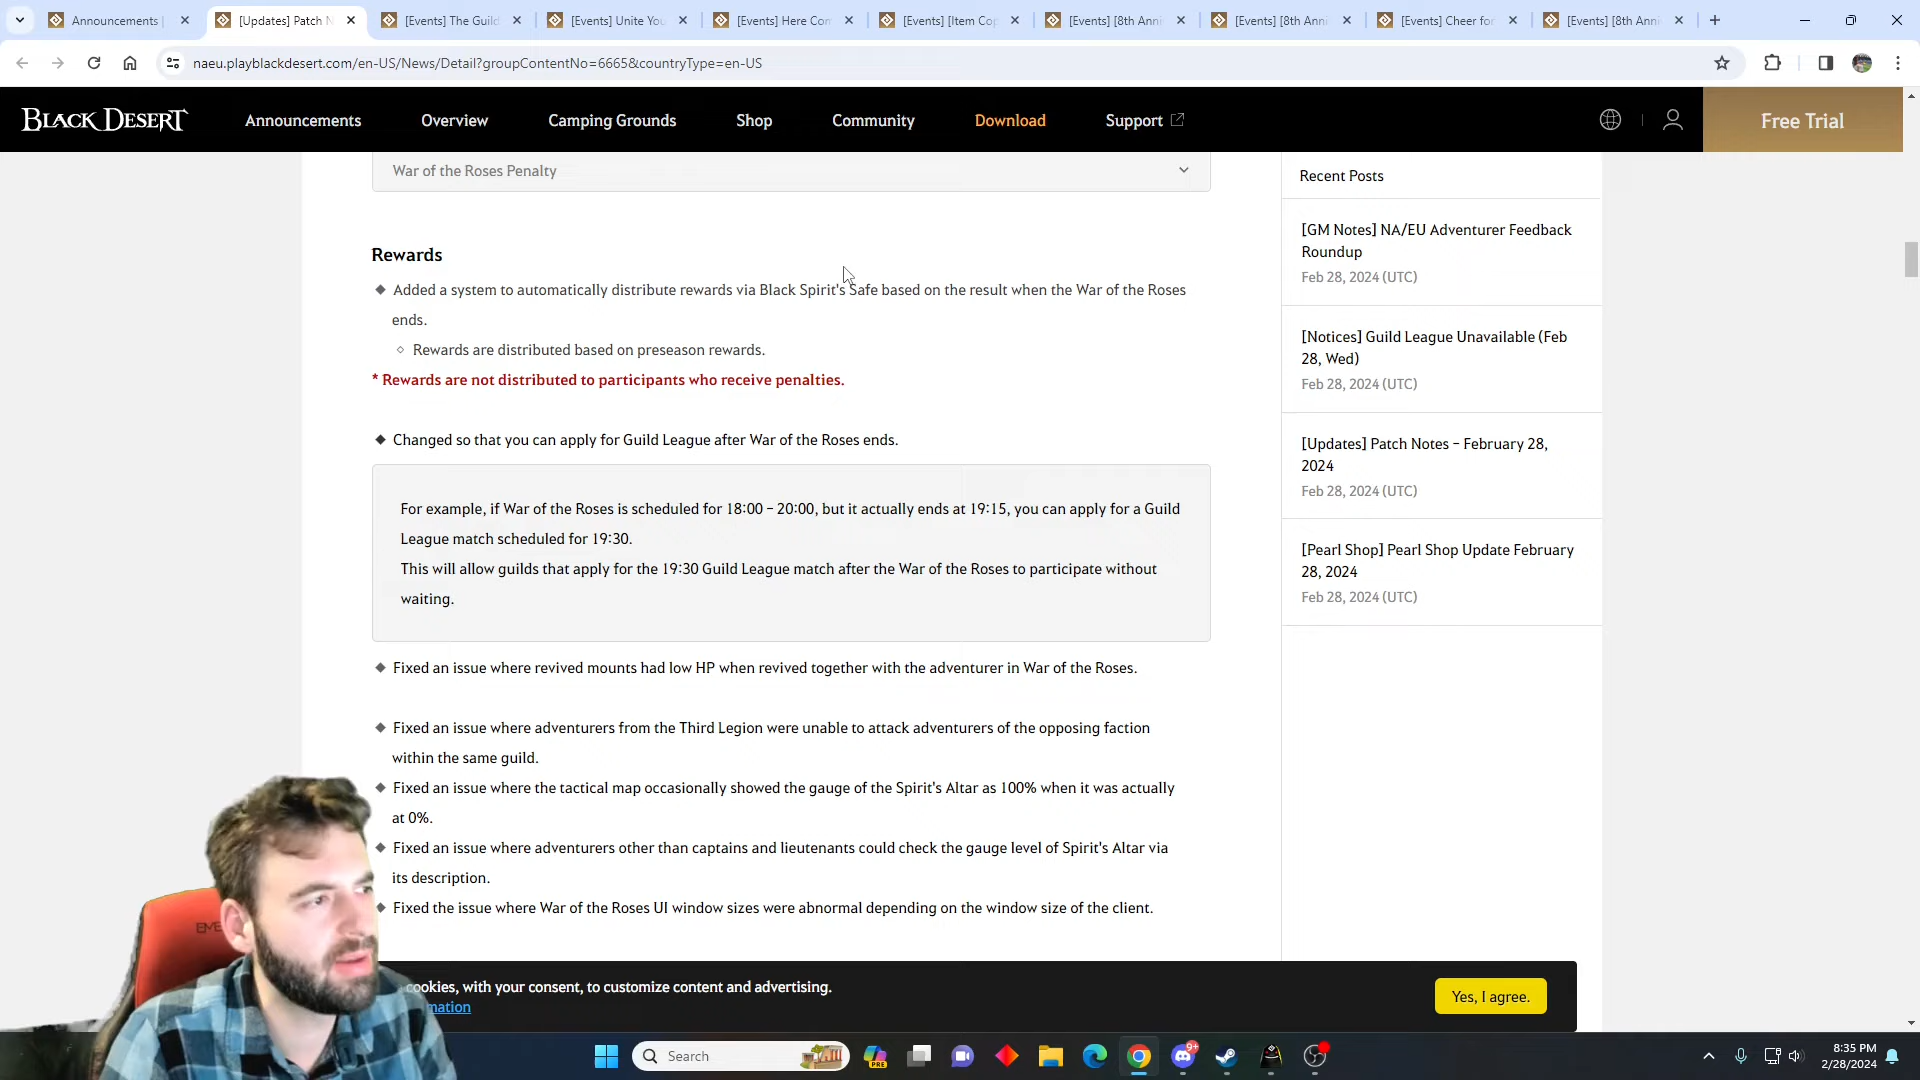 Announcements |
[Updates] Patch N
[Events] The Guild
[Events] Unite You
[Events] Here Com
[Events] [Item Cop
[Events] [8th Anni
[Events] [8th Anni
[Events] Cheer for
[Events] [8th Anni
naeu.playblackdesert.com/en-US/News/Detail?groupContentNo=6665&countryType=en-US
BLACK DESERT
Announcements
Overview
Camping Grounds
Shop
Community
Download
Support
Free Trial
War of the Roses Penalty
Rewards
Added a system to automatically distribute rewards via Black Spirit's Safe based on the result when the War of the Roses
ends.
Rewards are distributed based on preseason rewards.
* Rewards are not distributed to participants who receive penalties.
Changed so that you can apply for Guild League after War of the Roses ends.
For example, if War of the Roses is scheduled for 18:00 – 20:00, but it actually ends at 19:15, you can apply for a Guild
League match scheduled for 19:30.
This will allow guilds that apply for the 19:30 Guild League match after the War of the Roses to participate without
waiting.
Fixed an issue where revived mounts had low HP when revived together with the adventurer in War of the Roses.
Fixed an issue where adventurers from the Third Legion were unable to attack adventurers of the opposing faction
within the same guild.
Fixed an issue where the tactical map occasionally showed the gauge of the Spirit's Altar as 100% when it was actually
at 0%.
Fixed an issue where adventurers other than captains and lieutenants could check the gauge level of Spirit's Altar via
its description.
Fixed the issue where War of the Roses UI window sizes were abnormal depending on the window size of the client.
Recent Posts
[GM Notes] NA/EU Adventurer Feedback
Roundup
Feb 28, 2024 (UTC)
[Notices] Guild League Unavailable (Feb
28, Wed)
Feb 28, 2024 (UTC)
[Updates] Patch Notes – February 28,
2024
Feb 28, 2024 (UTC)
[Pearl Shop] Pearl Shop Update February
28, 2024
Feb 28, 2024 (UTC)
cookies, with your consent, to customize content and advertising.
mation
Yes, I agree.
Search
PRE
9+
8:35 PM
2/28/2024